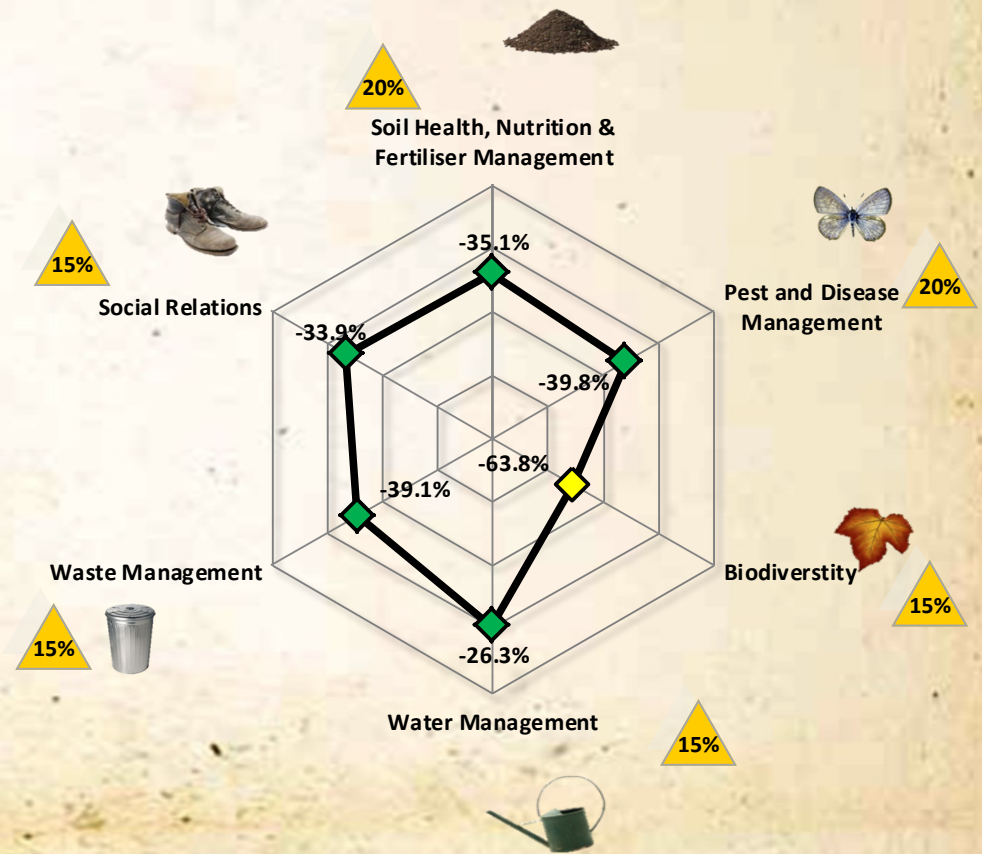 20%
Soil Health, Nutrition &
Fertiliser Management
-35.1%
15%
Social Relations
-33.9%
Pest and Disease
Management
20%
-39.8%
-63.8%
-39.1%
Waste Management
15%
Biodiverstity
15%
-26.3%
Water Management
15%